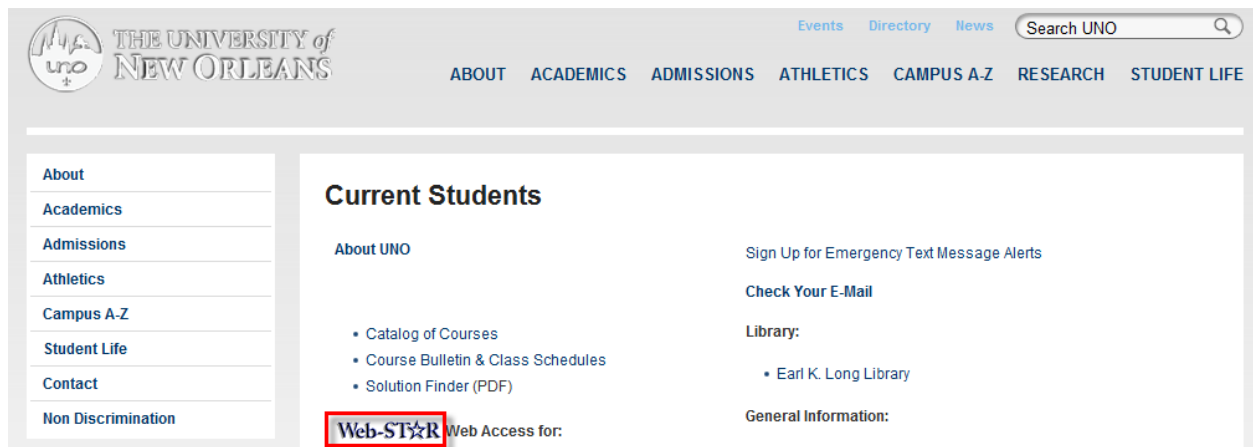 Events Directory News Search UNO
uno
THE UNIVERSITY of
NEW ORLEANS
ABOUT ACADEMICS ADMISSIONS ATHLETICS CAMPUS A-Z RESEARCH STUDENT LIFE
About
Academics
Admissions
Athletics
Campus A-Z
Student Life
Contact
Non Discrimination
Current Students
About UNO
• Catalog of Courses
• Course Bulletin & Class Schedules
• Solution Finder (PDF)
Web-ST☆R Web Access for:
Sign Up for Emergency Text Message Alerts
Check Your E-Mail
Library:
• Earl K. Long Library
General Information: